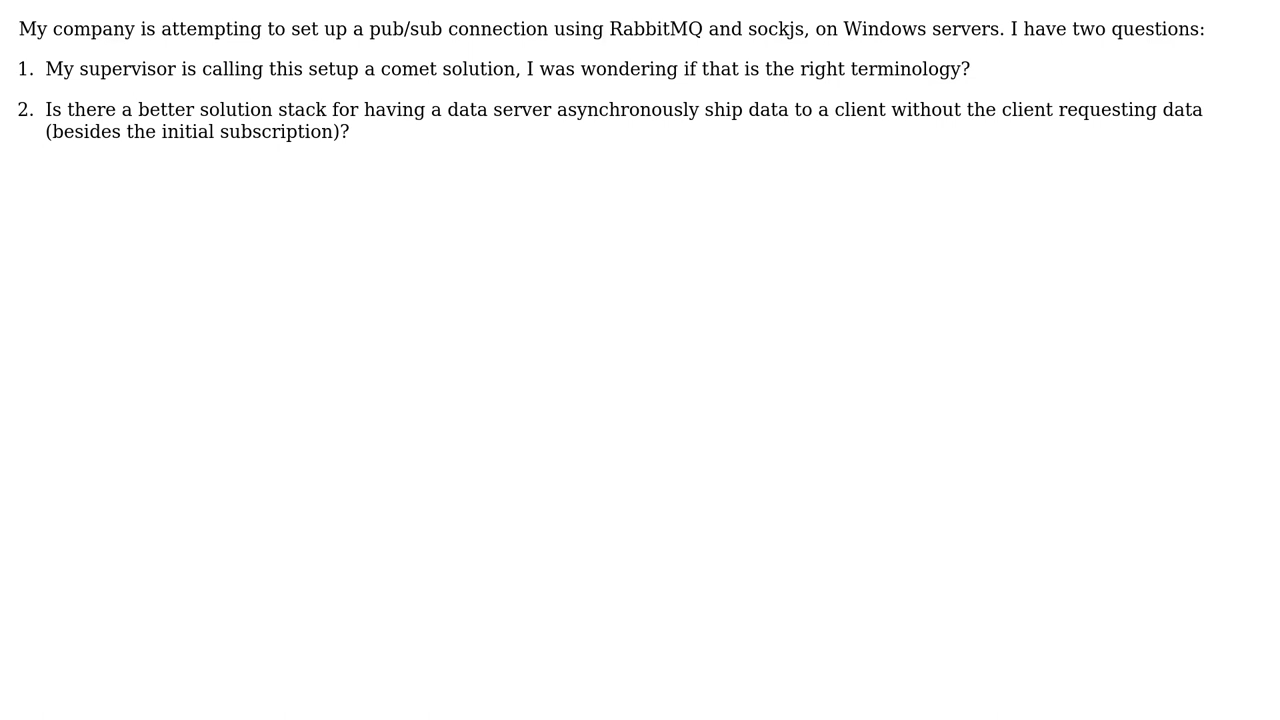 My company is attempting to set up a pub/sub connection using RabbitMQ and sockjs, on Windows servers. I have two questions:
1. My supervisor is calling this setup a comet solution, I was wondering if that is the right terminology?
2. Is there a better solution stack for having a data server asynchronously ship data to a client without the client requesting data
(besides the initial subscription)?